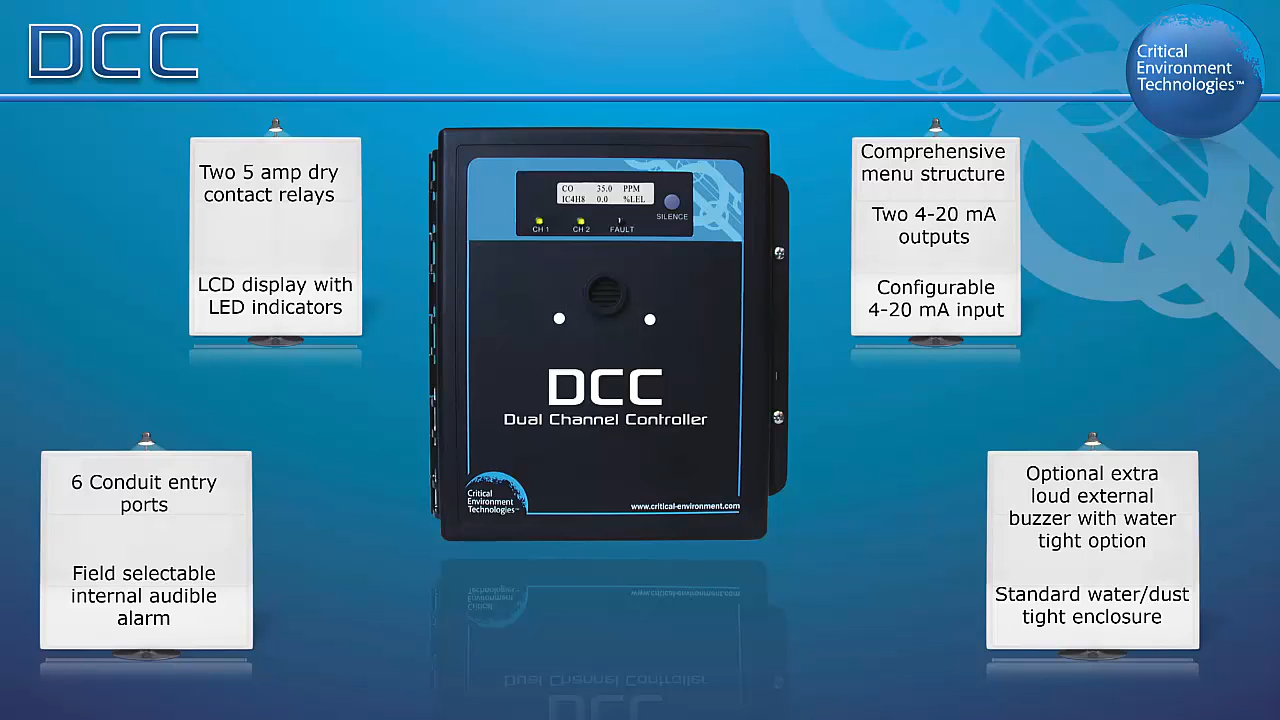 DCC
Critical
Environment
Technologies™
Two 5 amp dry
contact relays
LCD display with
LED indicators
Comprehensive
menu structure
Two 4-20 mA
outputs
Configurable
4-20 mA input
CO 35.0 PPM
IC4H8 0.0 %LEL
SILENCE
CH 1 CH 2 FAULT
DCC
Dual Channel Controller
Critical
Environment
Technologies™
www.critical-environment.com
6 Conduit entry
ports
Field selectable
internal audible
alarm
Optional extra
loud external
buzzer with water
tight option
Standard water/dust
tight enclosure